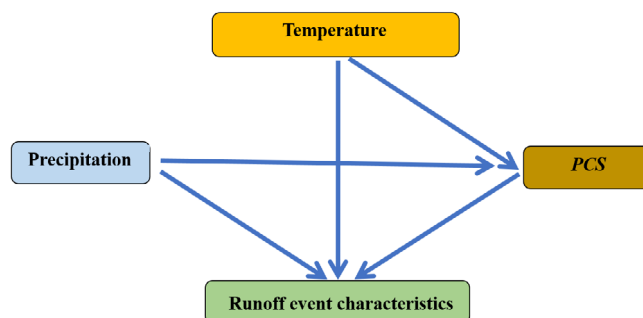 Temperature
Precipitation
PCS
Runoff event characteristics